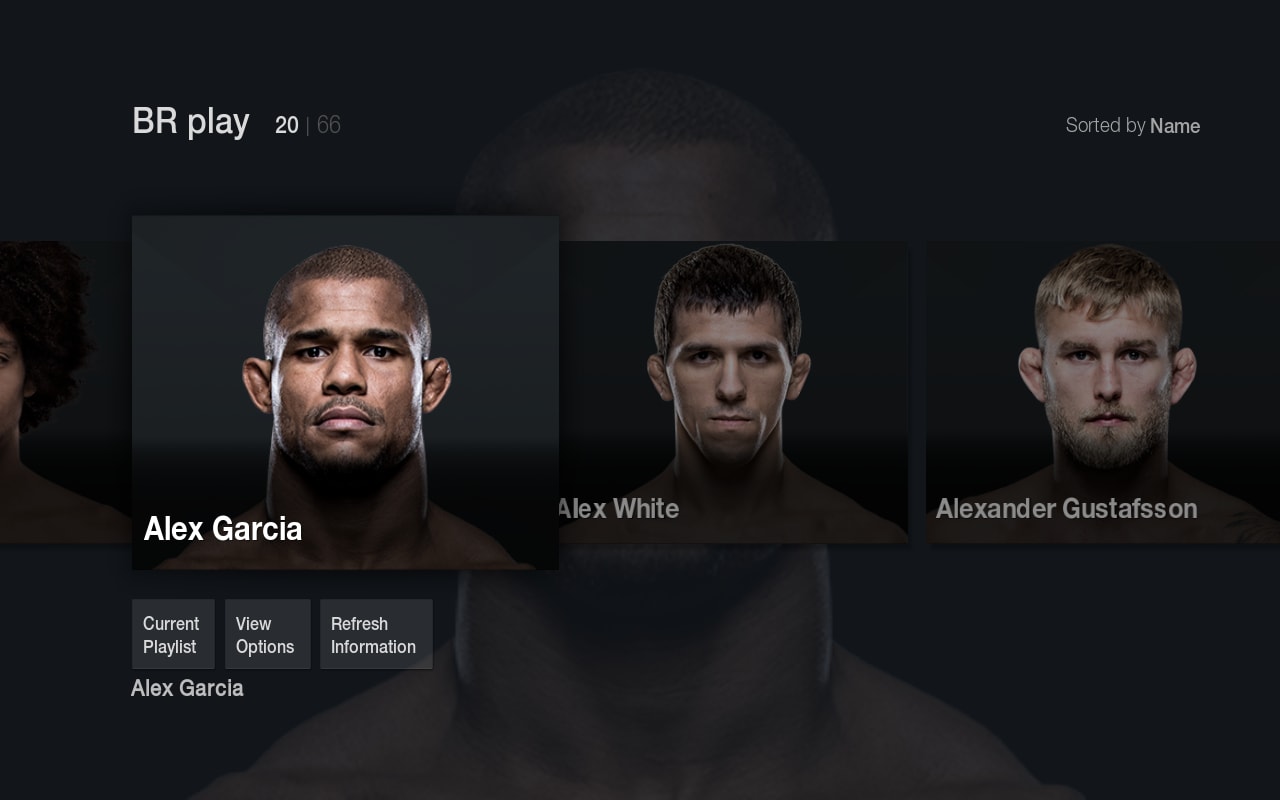 BR play 20 | 66
Sorted by Name
Alex Garcia
Alex White
Alexander Gustafsson
Current
Playlist
View
Options
Refresh
Information
Alex Garcia